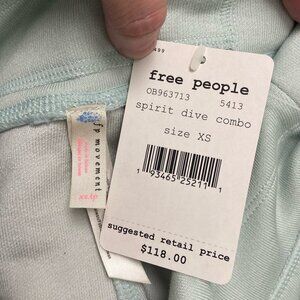 free people
OB963713 5413
spirit dive combo
size XS
1 93465 25211 1
suggested retail price
$118.00
fp movement
xs/p